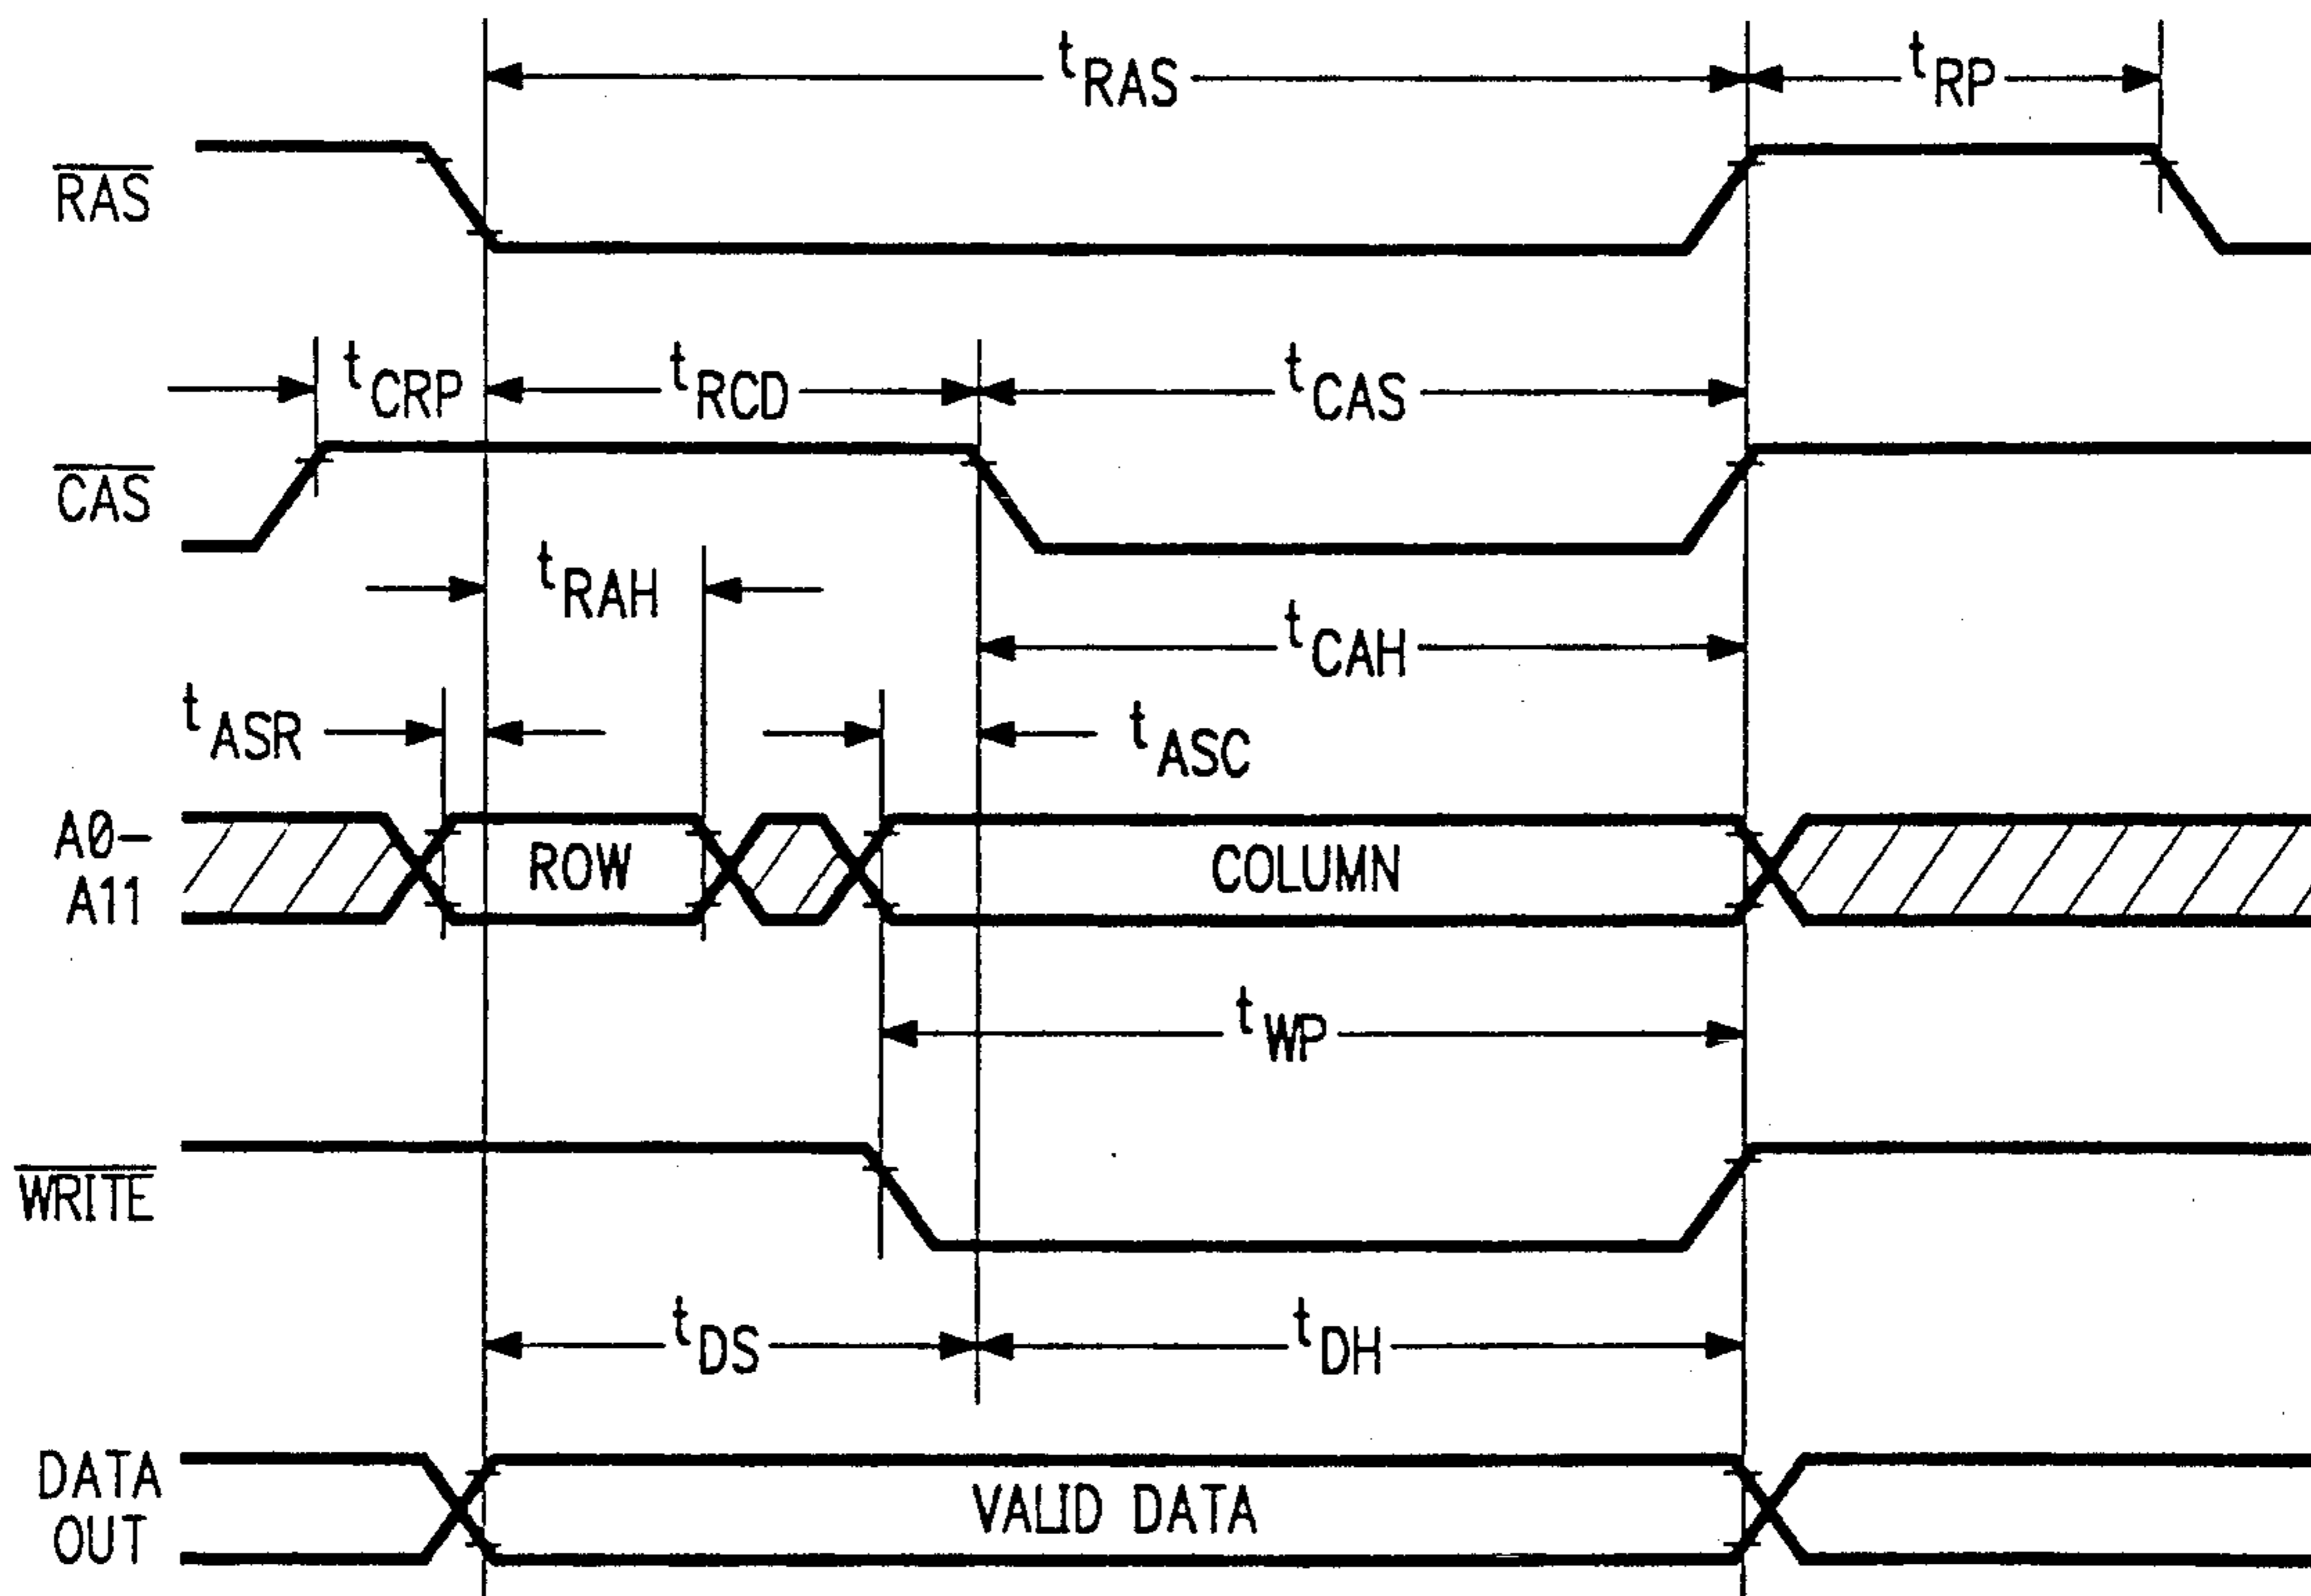 tRAS tRP
RAS
tCRP tRCD tCAS
CAS
tRAH
tCAH
tASR tASC
A0-
A11
ROW COLUMN
tWP
WRITE
tDS tDH
DATA
OUT
VALID DATA